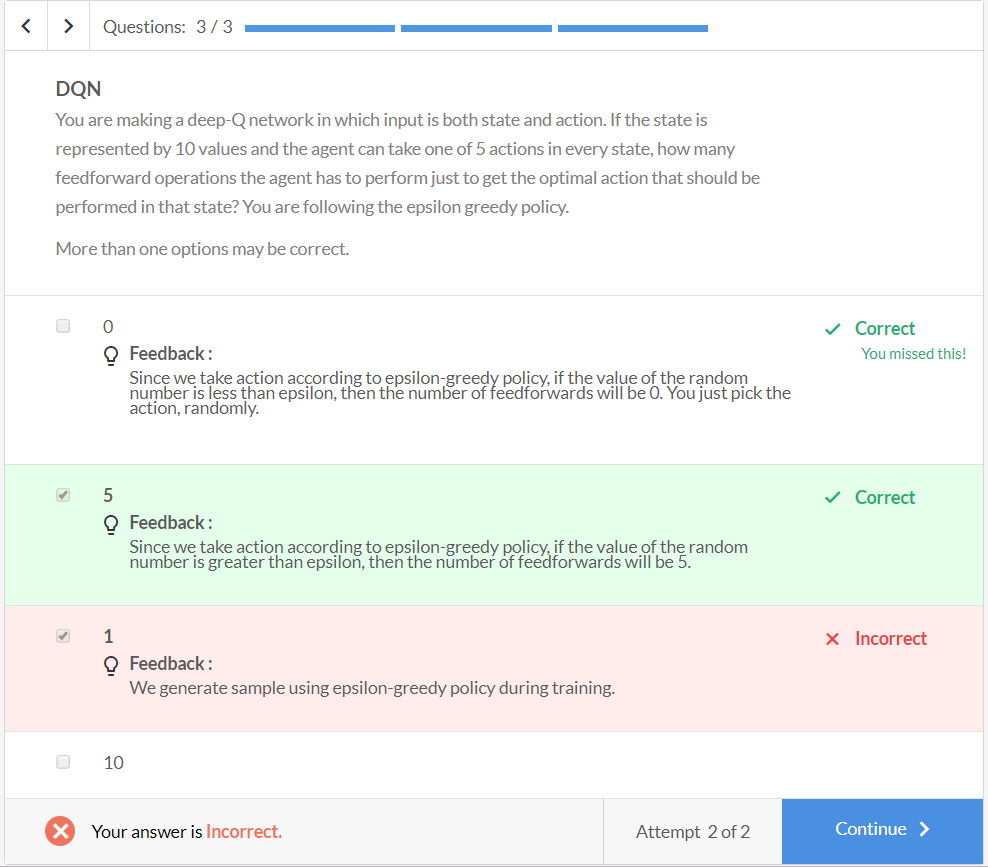 Questions: 3 / 3
DQN
You are making a deep-Q network in which input is both state and action. If the state is
represented by 10 values and the agent can take one of 5 actions in every state, how many
feedforward operations the agent has to perform just to get the optimal action that should be
performed in that state? You are following the epsilon greedy policy.
More than one options may be correct.
0
Correct
You missed this!
Feedback :
Since we take action according to epsilon-greedy policy, if the value of the random
number is less than epsilon, then the number of feedforwards will be 0. You just pick the
action, randomly.
5
Correct
Feedback :
Since we take action according to epsilon-greedy policy, if the value of the random
number is greater than epsilon, then the number of feedforwards will be 5.
1
Incorrect
Feedback :
We generate sample using epsilon-greedy policy during training.
10
Your answer is Incorrect.
Attempt 2 of 2
Continue